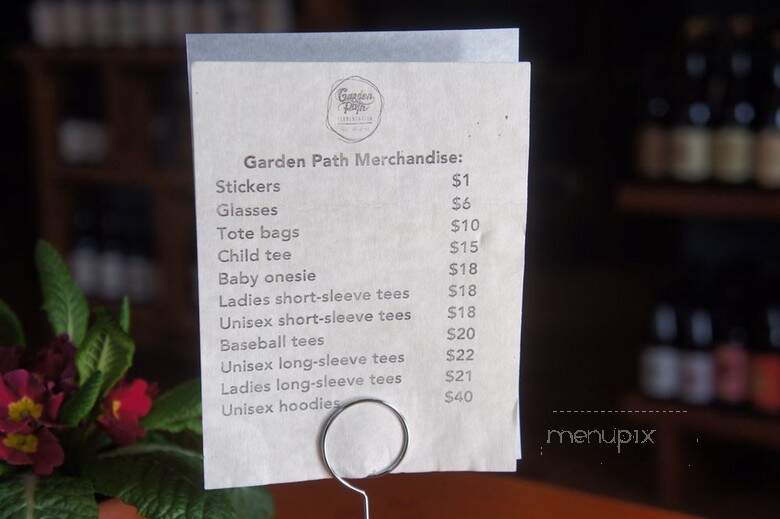 Garden
Path
FERMENTATION
Garden Path Merchandise:
Stickers $1
Glasses $6
Tote bags $10
Child tee $15
Baby onesie $18
Ladies short-sleeve tees $18
Unisex short-sleeve tees $18
Baseball tees $20
Unisex long-sleeve tees $22
Ladies long-sleeve tees $21
Unisex hoodies $40
menupix